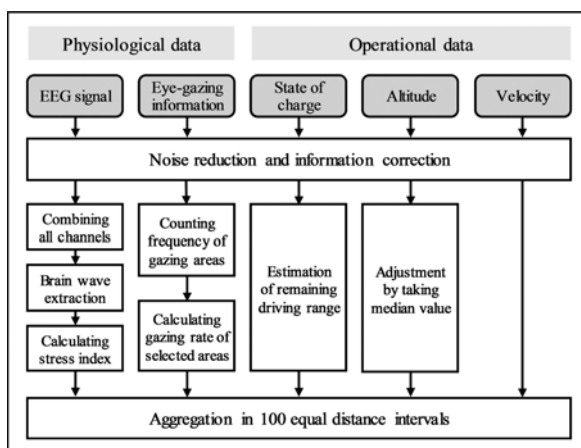 Physiological data
Operational data
EEG signal
Eye-gazing
information
State of
charge
Altitude
Velocity
Noise reduction and information correction
Combining
all channels
Brain wave
extraction
Calculating
stress index
Counting
frequency of
gazing areas
Calculating
gazing rate of
selected areas
Estimation
of remaining
driving range
Adjustment
by taking
median value
Aggregation in 100 equal distance intervals